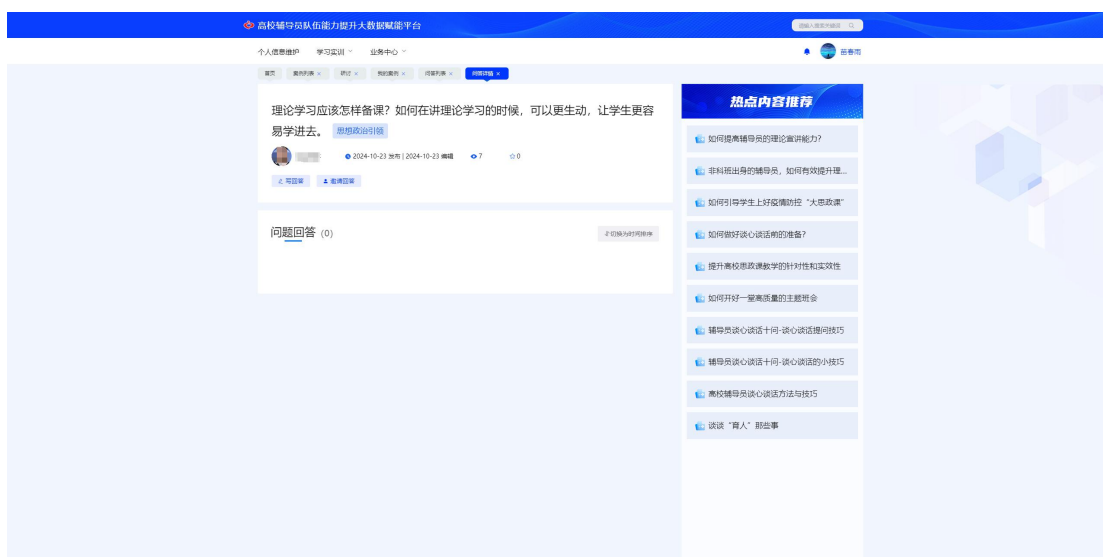 高校辅导员队伍能力提升大数据赋能平台
请输入搜索关键词
个人信息维护 学习实训 业务中心
苗春雨
首页 案例列表 × 研讨 × 我的案例 × 问答列表 × 问答详情 ×
理论学习应该怎样备课？如何在讲理论学习的时候，可以更生动，让学生更容
易学进去。 思想政治引领
2024-10-23 发布 | 2024-10-23 编辑 7 0
写回答 邀请回答
问题回答 (0)
切换为时间排序
热点内容推荐
如何提高辅导员的理论宣讲能力？
非科班出身的辅导员，如何有效提升理...
如何引导学生上好疫情防控“大思政课”
如何做好谈心谈话前的准备？
提升高校思政课教学的针对性和实效性
如何开好一堂高质量的主题班会
辅导员谈心谈话十问-谈心谈话提问技巧
辅导员谈心谈话十问-谈心谈话的小技巧
高校辅导员谈心谈话方法与技巧
谈谈“育人”那些事